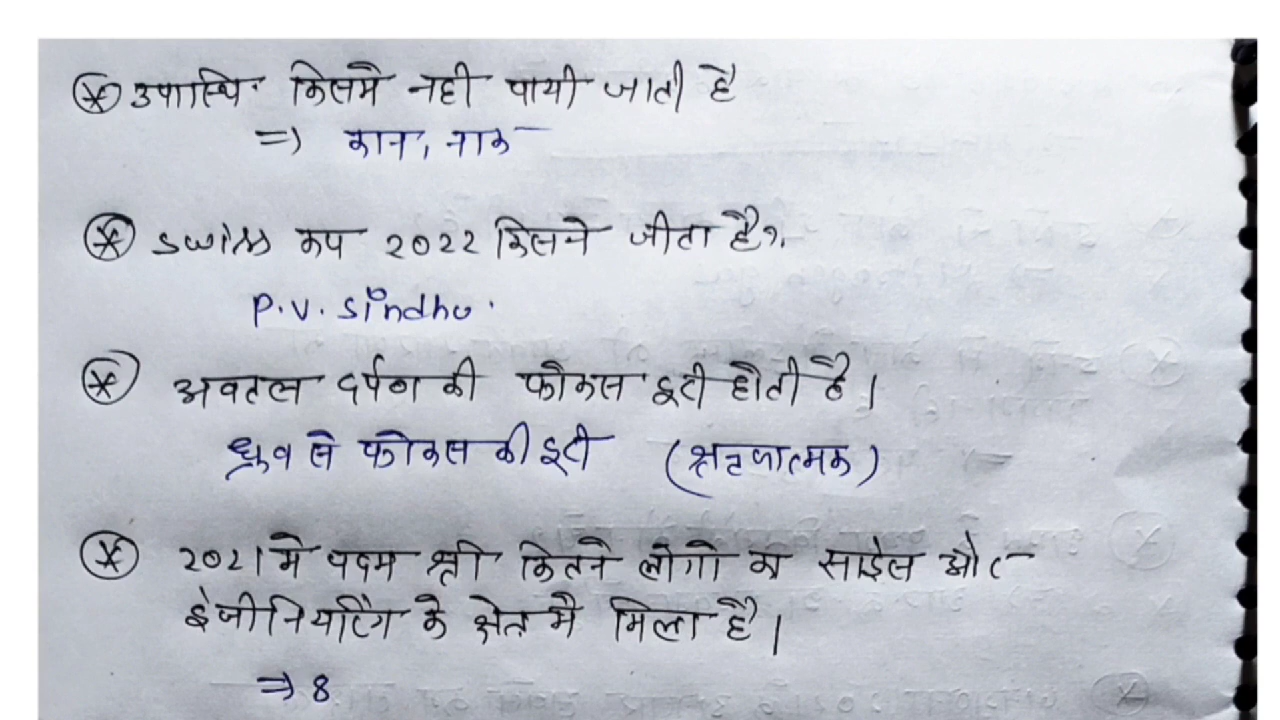 * उपास्थि किसमे नही पायी जाती है
=> कान, नाक
* swiss कप 2022 किसने जीता है?
P.V. sindhu.
* अवतल दर्पण की फोकस दूरी होती है।
ध्रुव से फोकस की दूरी (ऋणात्मक)
* 2021 मे पदम श्री कितने लोगो को साईस और
इंजीनियरिंग के क्षेत्र मै मिला है।
=> 8